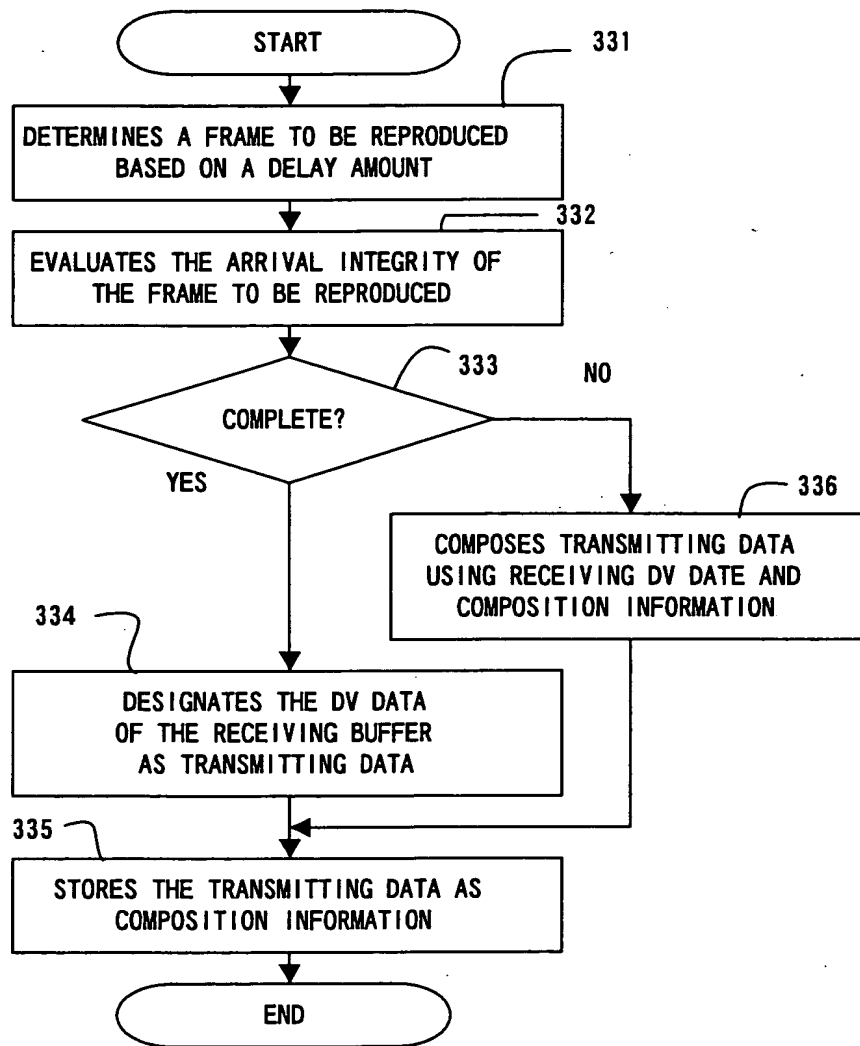 START
331
DETERMINES A FRAME TO BE REPRODUCED
BASED ON A DELAY AMOUNT
332
EVALUATES THE ARRIVAL INTEGRITY OF
THE FRAME TO BE REPRODUCED
333
COMPLETE?
NO
YES
336
COMPOSES TRANSMITTING DATA
USING RECEIVING DV DATE AND
COMPOSITION INFORMATION
334
DESIGNATES THE DV DATA
OF THE RECEIVING BUFFER
AS TRANSMITTING DATA
335
STORES THE TRANSMITTING DATA AS
COMPOSITION INFORMATION
END